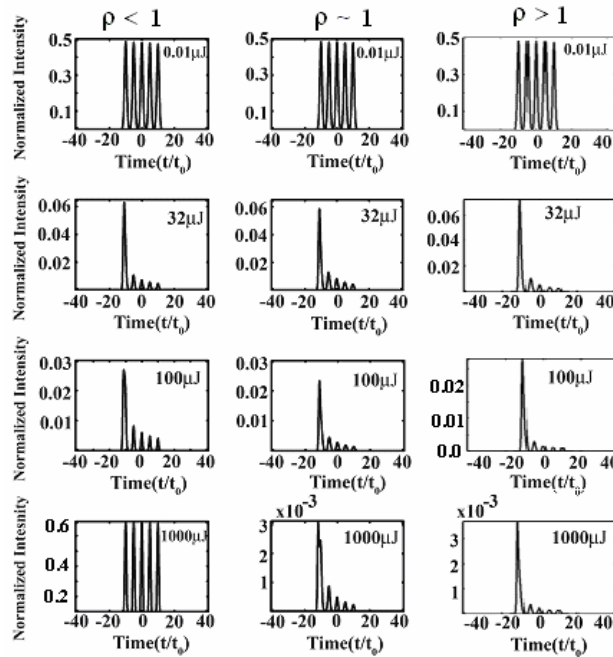 ρ < 1 ρ ~ 1 ρ > 1
Normalized Intensity
0.5 0.3 0.1
0.01μJ
-40 -20 0 20 40
Time(t/t0)
0.5 0.3 0.1
0.01μJ
-40 -20 0 20 40
Time(t/t0)
0.5 0.3 0.1
0.01μJ
-40 -20 0 20 40
Time(t/t0)
Normalized Intensity
0.06 0.04 0.02
32μJ
-40 -20 0 20 40
Time(t/t0)
0.06 0.04 0.02
32μJ
-40 -20 0 20 40
Time(t/t0)
0.06 0.04 0.02
32μJ
-40 -20 0 20 40
Time(t/t0)
Normalized Intensity
0.03 0.02 0.01
100μJ
-40 -20 0 20 40
Time(t/t0)
0.03 0.02 0.01
100μJ
-40 -20 0 20 40
Time(t/t0)
0.02 0.01 0.0
100μJ
-40 -20 0 20 40
Time(t/t0)
Normalized Intesnity
0.6 0.4 0.2
1000μJ
-40 -20 0 20 40
Time(t/t0)
x10-3
3 2 1
1000μJ
-40 -20 0 20 40
Time(t/t0)
x 10-3
3 2 1
1000μJ
-40 -20 0 20 40
Time(t/t0)